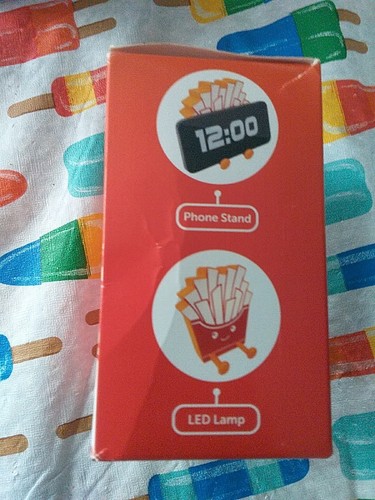 12:00
Phone Stand
LED Lamp